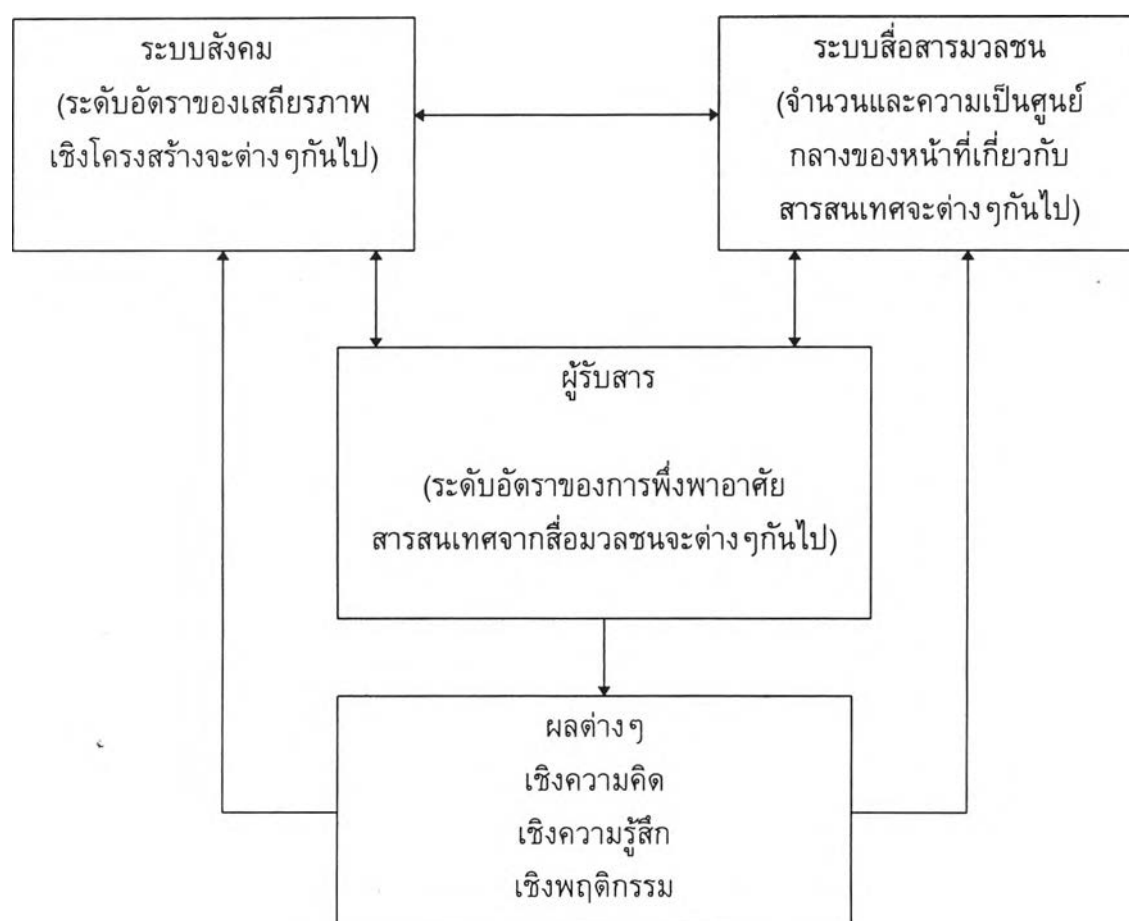 ระบบสังคม
(ระดับอัตราของเสถียรภาพ
เชิงโครงสร้างจะต่างๆกันไป)
ระบบสื่อสารมวลชน
(จำนวนและความเป็นศูนย์
กลางของหน้าที่เกี่ยวกับ
สารสนเทศจะต่างๆกันไป)
ผู้รับสาร
(ระดับอัตราของการพึ่งพาอาศัย
สารสนเทศจากสื่อมวลชนจะต่างๆกันไป)
ผลต่างๆ
เชิงความคิด
เชิงความรู้สึก
เชิงพฤติกรรม